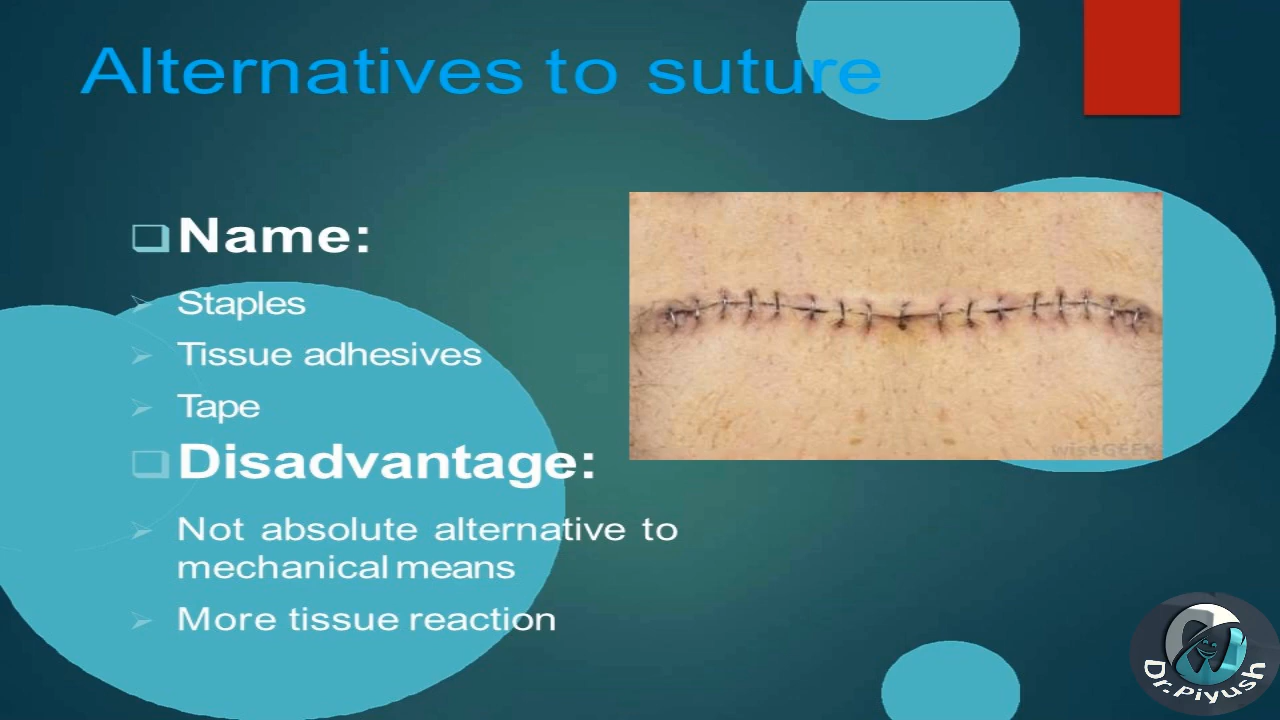 Alternatives to suture
Name:
Staples
Tissue adhesives
Tape
Disadvantage:
Not absolute alternative to
mechanical means
More tissue reaction
wiseGEEK
Dr.Piyush